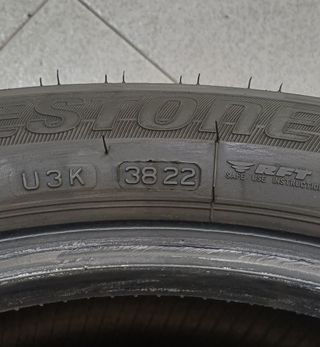 estone
U3K 3822 RFT
SAFE USE INSTRUCTION